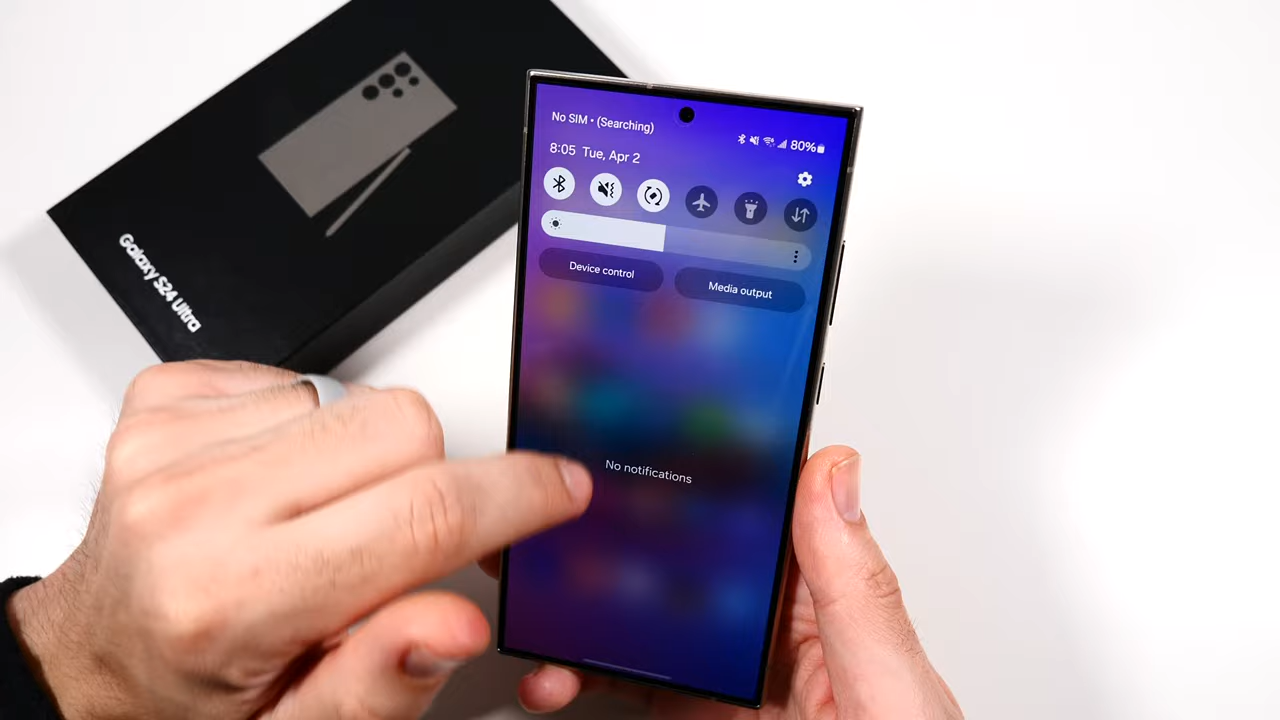 Galaxy S24 Ultra
No SIM • (Searching)
80%
8:05 Tue, Apr 2
Device control
Media output
No notifications